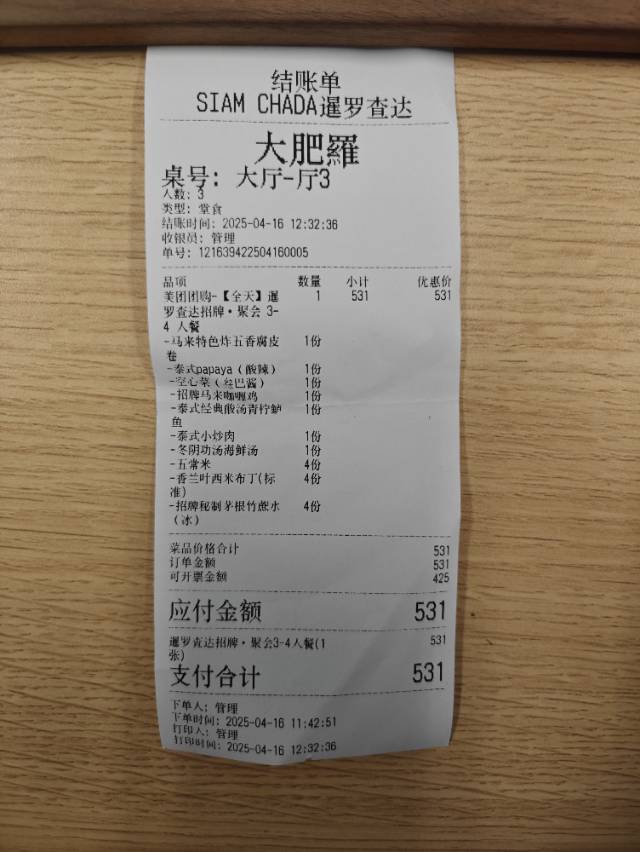 结账单
SIAM CHADA暹罗查达
大肥羅
桌号: 大厅-厅3
人数: 3
类型: 堂食
结账时间: 2025-04-16 12:32:36
收银员: 管理
单号: 121639422504160005
品项 数量 小计 优惠价
美团团购-【全天】暹 1 531 531
罗查达招牌·聚会 3-
4 人餐
-马来特色炸五香腐皮 1份
卷
-泰式papaya(酸辣) 1份
-空心菜(叁巴酱) 1份
-招牌马来咖喱鸡 1份
-泰式经典酸汤青柠鲈 1份
鱼
-泰式小炒肉 1份
-冬阴功汤海鲜汤 1份
-五常米 4份
-香兰叶西米布丁(标 4份
准)
-招牌秘制茅根竹蔗水 4份
(冰)
菜品价格合计 531
订单金额 531
可开票金额 425
应付金额 531
暹罗查达招牌·聚会3-4人餐(1 531
张)
支付合计 531
下单人: 管理
下单时间: 2025-04-16 11:42:51
打印人: 管理
打印时间: 2025-04-16 12:32:36